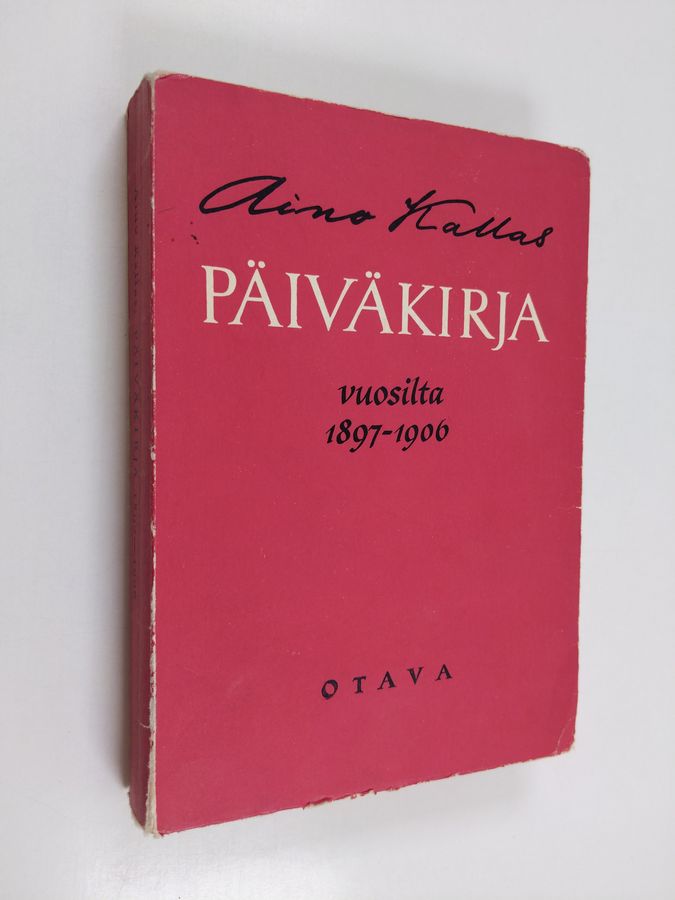 Aino Kallas
PÄIVÄKIRJA
vuosilta
1897-1906
OTAVA